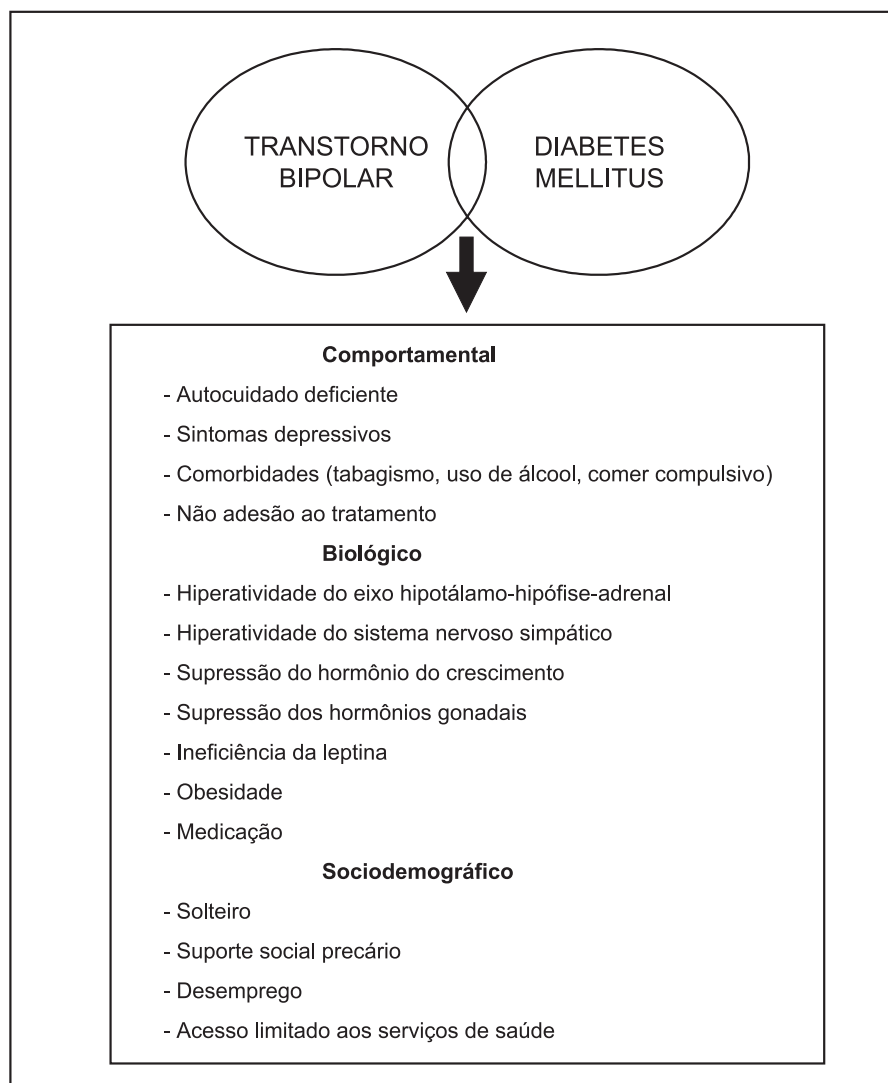 TRANSTORNO
BIPOLAR
DIABETES
MELLITUS
Comportamental
- Autocuidado deficiente
- Sintomas depressivos
- Comorbidades (tabagismo, uso de álcool, comer compulsivo)
- Não adesão ao tratamento
Biológico
- Hiperatividade do eixo hipotálamo-hipófise-adrenal
- Hiperatividade do sistema nervoso simpático
- Supressão do hormônio do crescimento
- Supressão dos hormônios gonadais
- Ineficiência da leptina
- Obesidade
- Medicação
Sociodemográfico
- Solteiro
- Suporte social precário
- Desemprego
- Acesso limitado aos serviços de saúde